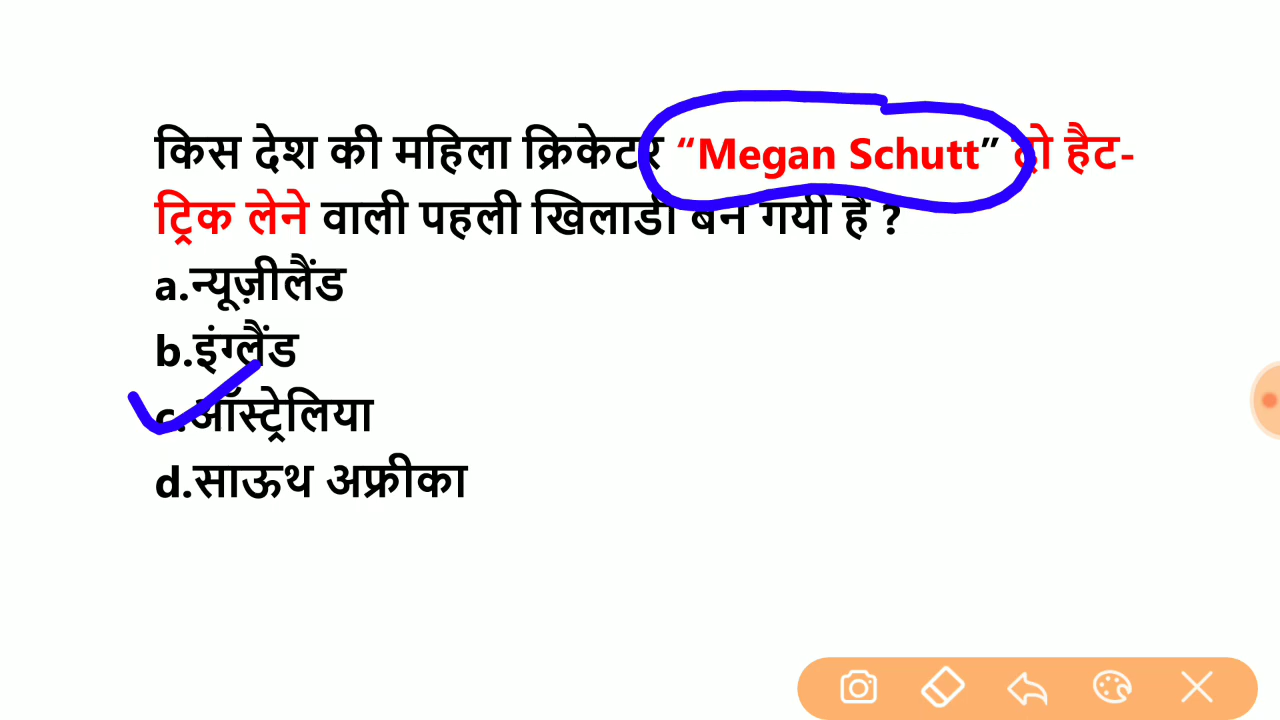 किस देश की महिला क्रिकेटर “Megan Schutt” दो हैट-
ट्रिक लेने वाली पहली खिलाडी बन गयी है ?
a.न्यूज़ीलैंड
b.इंग्लैंड
c.ऑस्ट्रेलिया
d.साऊथ अफ्रीका